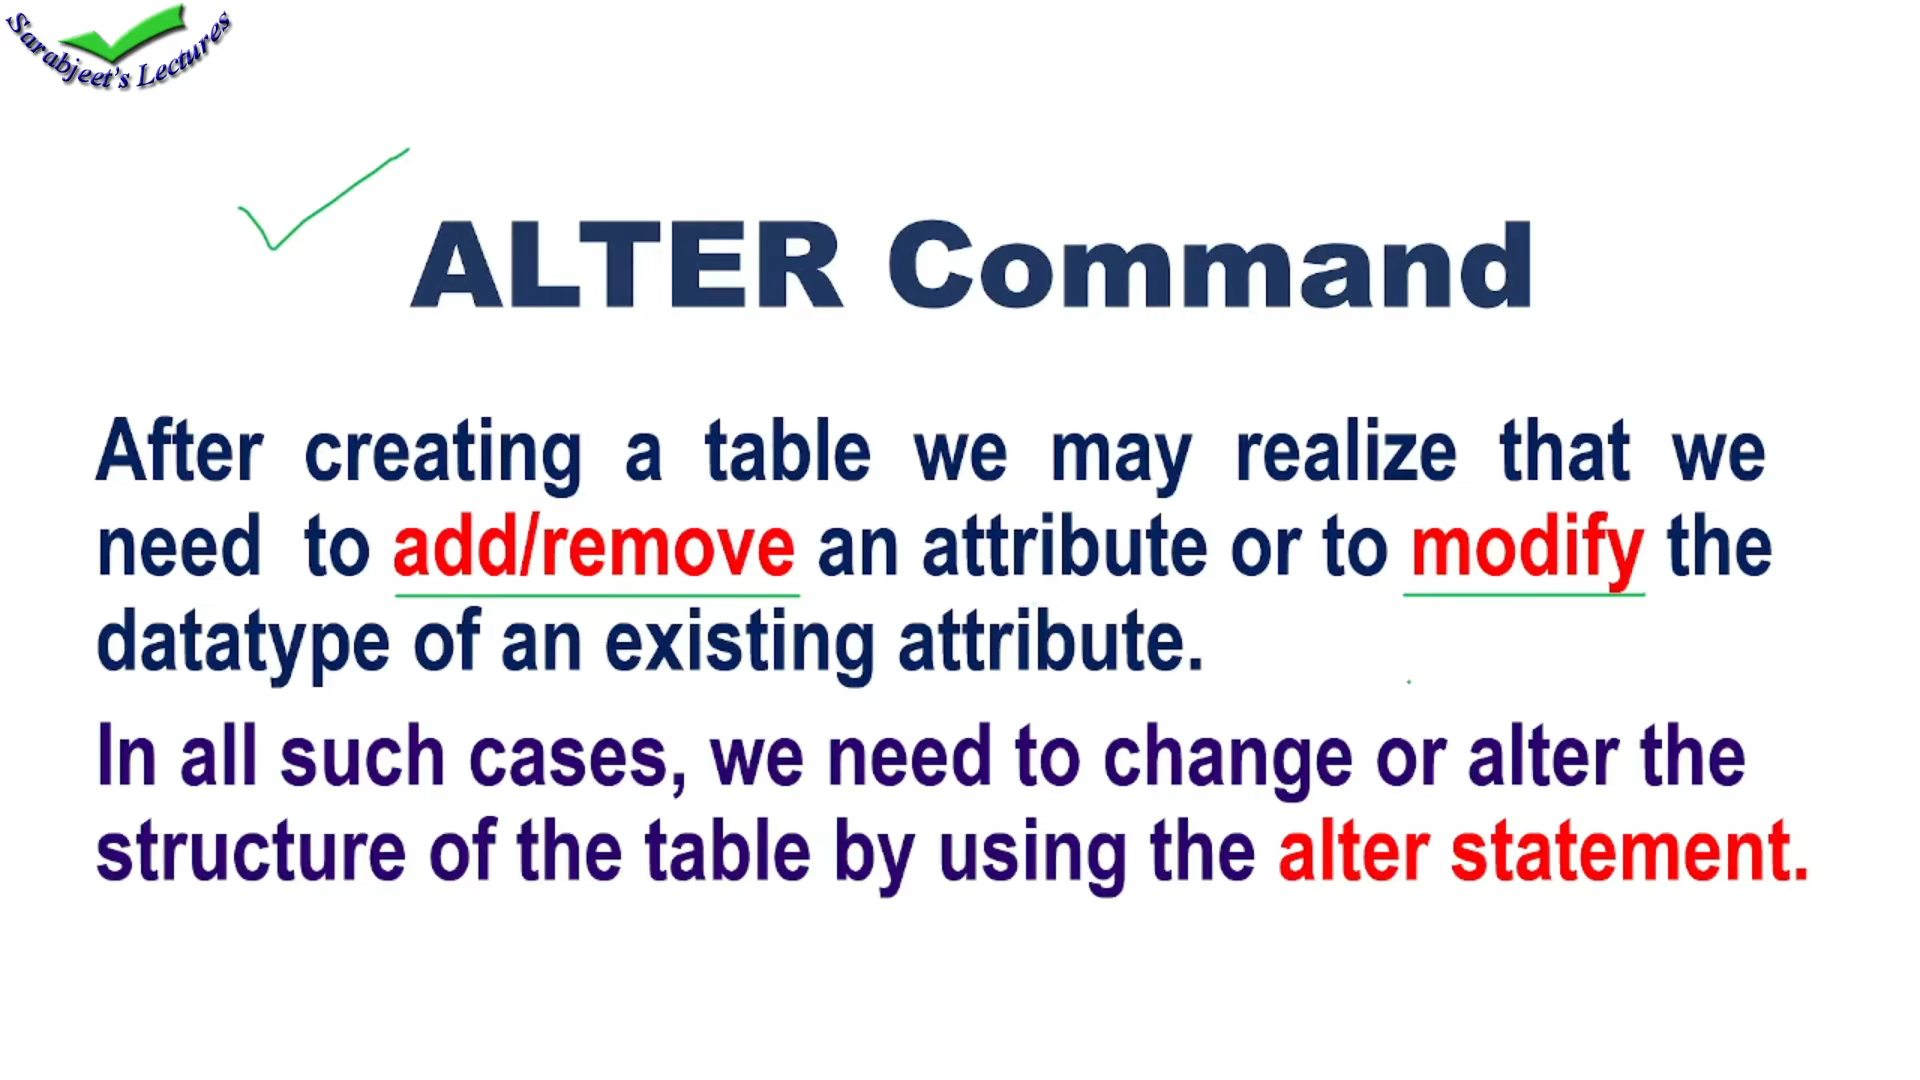 Sarabjeet's Lectures
ALTER Command
After creating a table we may realize that we
need to add/remove an attribute or to modify the
datatype of an existing attribute.
In all such cases, we need to change or alter the
structure of the table by using the alter statement.